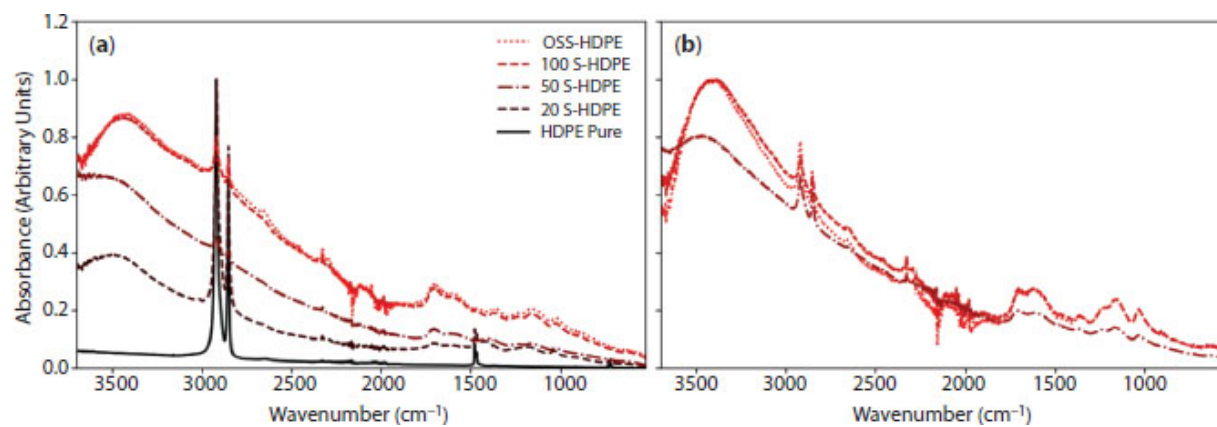 (a)
OSS-HDPE
100 S-HDPE
50 S-HDPE
20 S-HDPE
HDPE Pure
Absorbance (Arbitrary Units)
1.2
1.0
0.8
0.6
0.4
0.2
0.0
3500 3000 2500 2000 1500 1000
Wavenumber (cm⁻¹)
(b)
3500 3000 2500 2000 1500 1000
Wavenumber (cm⁻¹)